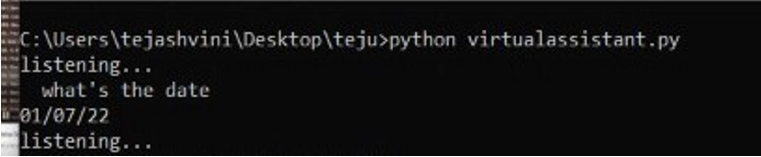 C:\Users\tejashvini\Desktop\teju>python virtualassistant.py
listening...
what's the date
01/07/22
listening...